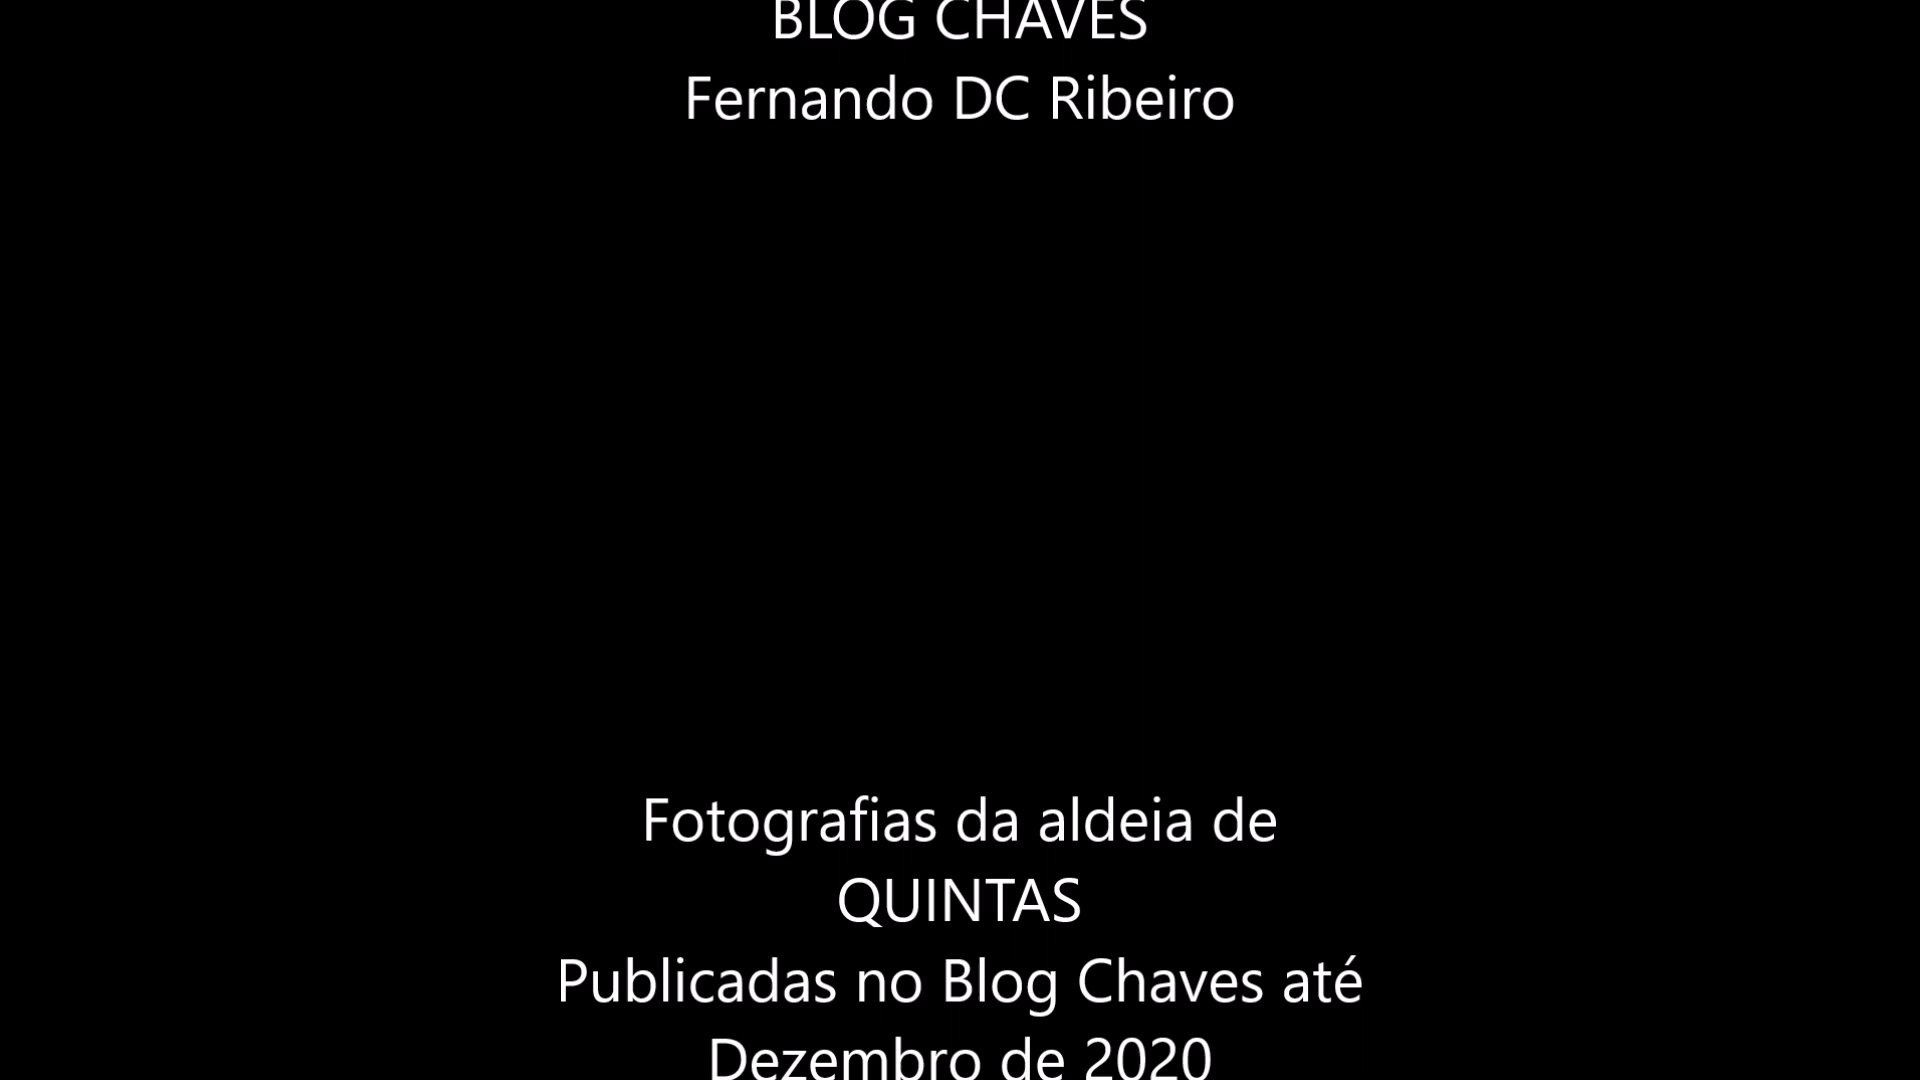 BLOG CHAVES
Fernando DC Ribeiro
Fotografias da aldeia de
QUINTAS
Publicadas no Blog Chaves até
Dezembro de 2020